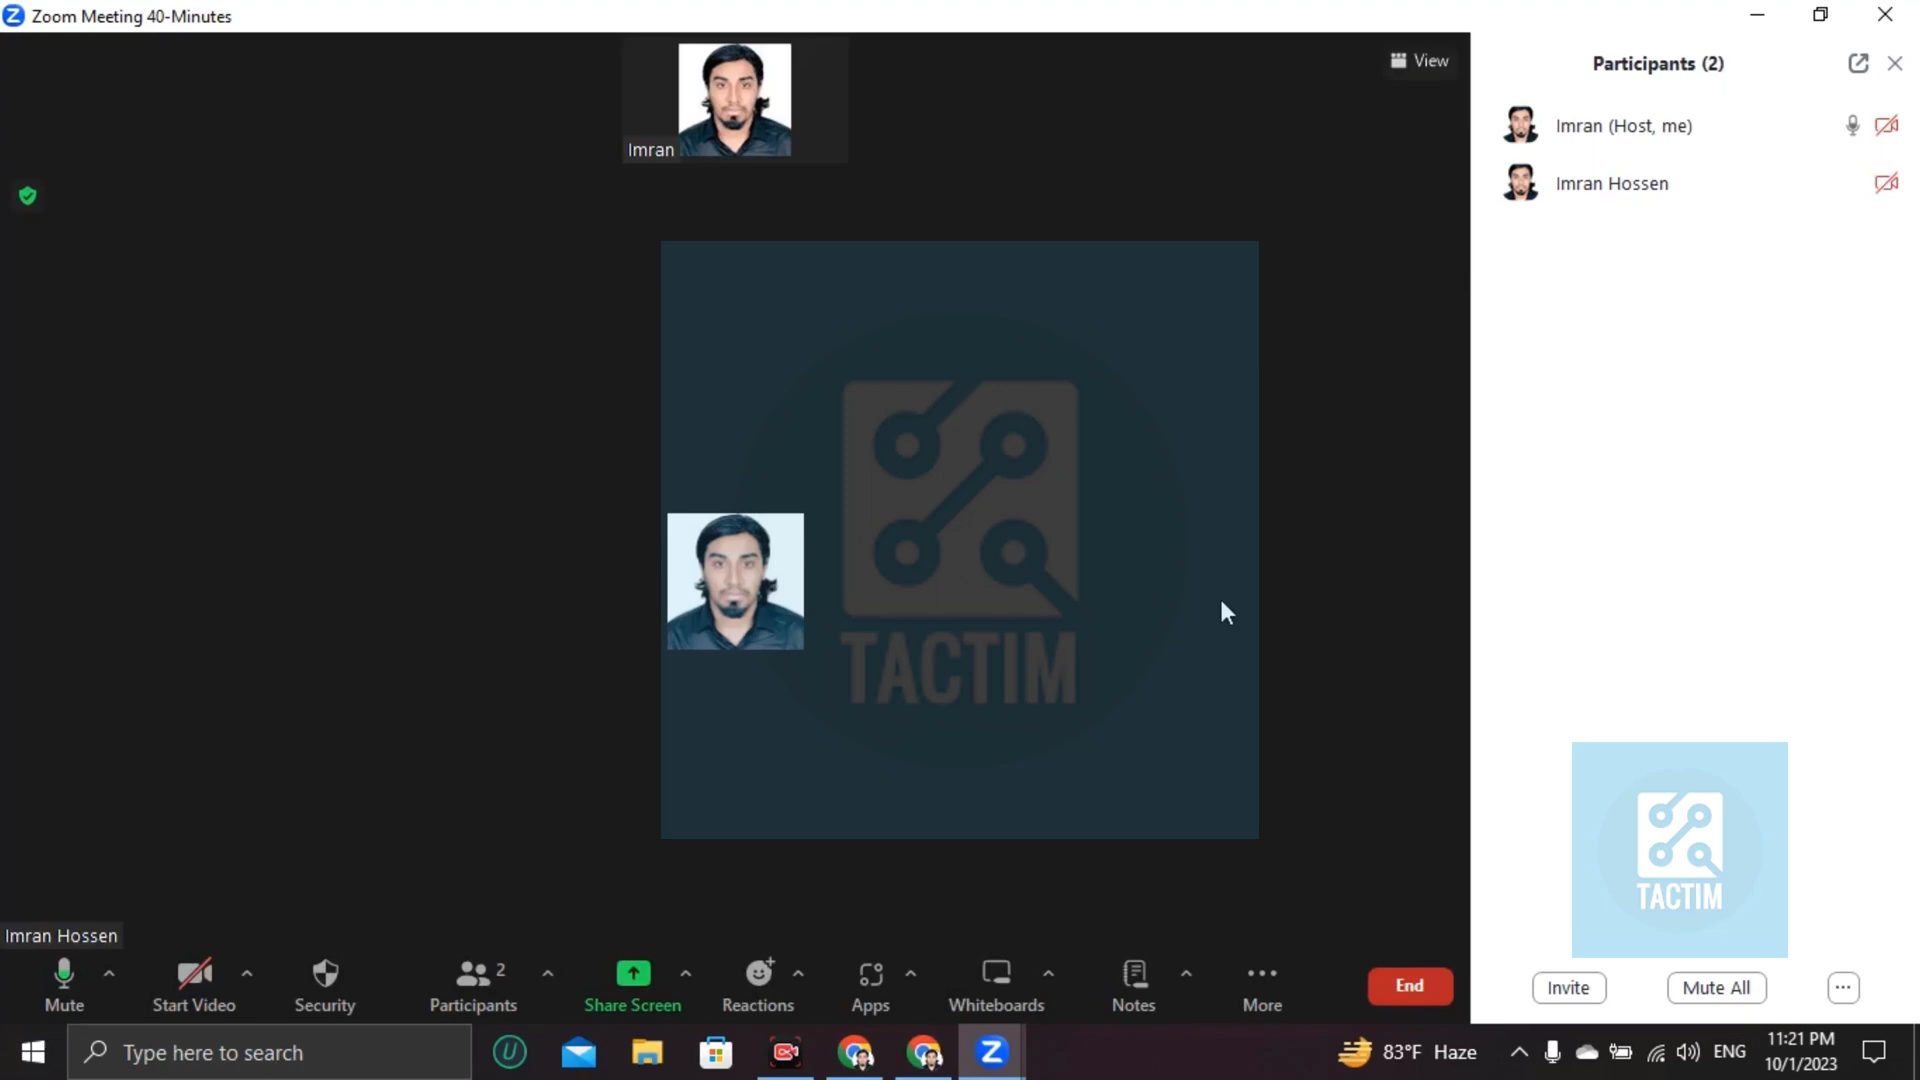 Zoom Meeting 40-Minutes
View
Imran
Participants (2)
Imran (Host, me)
Imran Hossen
TACTIM
TACTIM
Imran Hossen
Mute
Start Video
Security
2
Participants
Share Screen
Reactions
Apps
Whiteboards
Notes
More
End
Invite
Mute All
Type here to search
83°F Haze
ENG
11:21 PM
10/1/2023